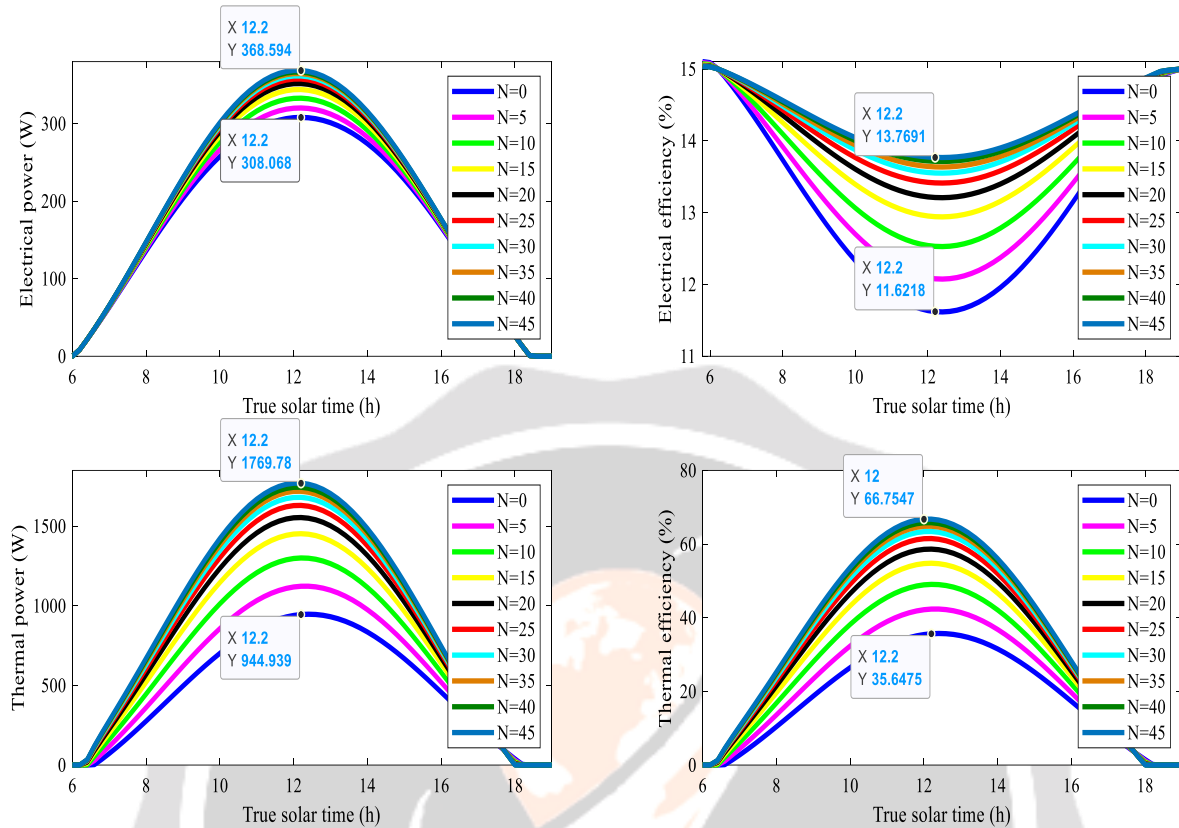 X 12.2
Y 368.594
X 12.2
Y 308.068
Electrical power (W)
300
200
100
0
6 8 10 12 14 16 18
True solar time (h)
N=0
N=5
N=10
N=15
N=20
N=25
N=30
N=35
N=40
N=45
X 12.2
Y 13.7691
X 12.2
Y 11.6218
Electrical efficiency (%)
15
14
13
12
11
6 8 10 12 14 16 18
True solar time (h)
N=0
N=5
N=10
N=15
N=20
N=25
N=30
N=35
N=40
N=45
X 12.2
Y 1769.78
X 12.2
Y 944.939
Thermal power (W)
1500
1000
500
0
6 8 10 12 14 16 18
True solar time (h)
N=0
N=5
N=10
N=15
N=20
N=25
N=30
N=35
N=40
N=45
X 12
Y 66.7547
X 12.2
Y 35.6475
Thermal efficiency (%)
80
60
40
20
0
6 8 10 12 14 16 18
True solar time (h)
N=0
N=5
N=10
N=15
N=20
N=25
N=30
N=35
N=40
N=45